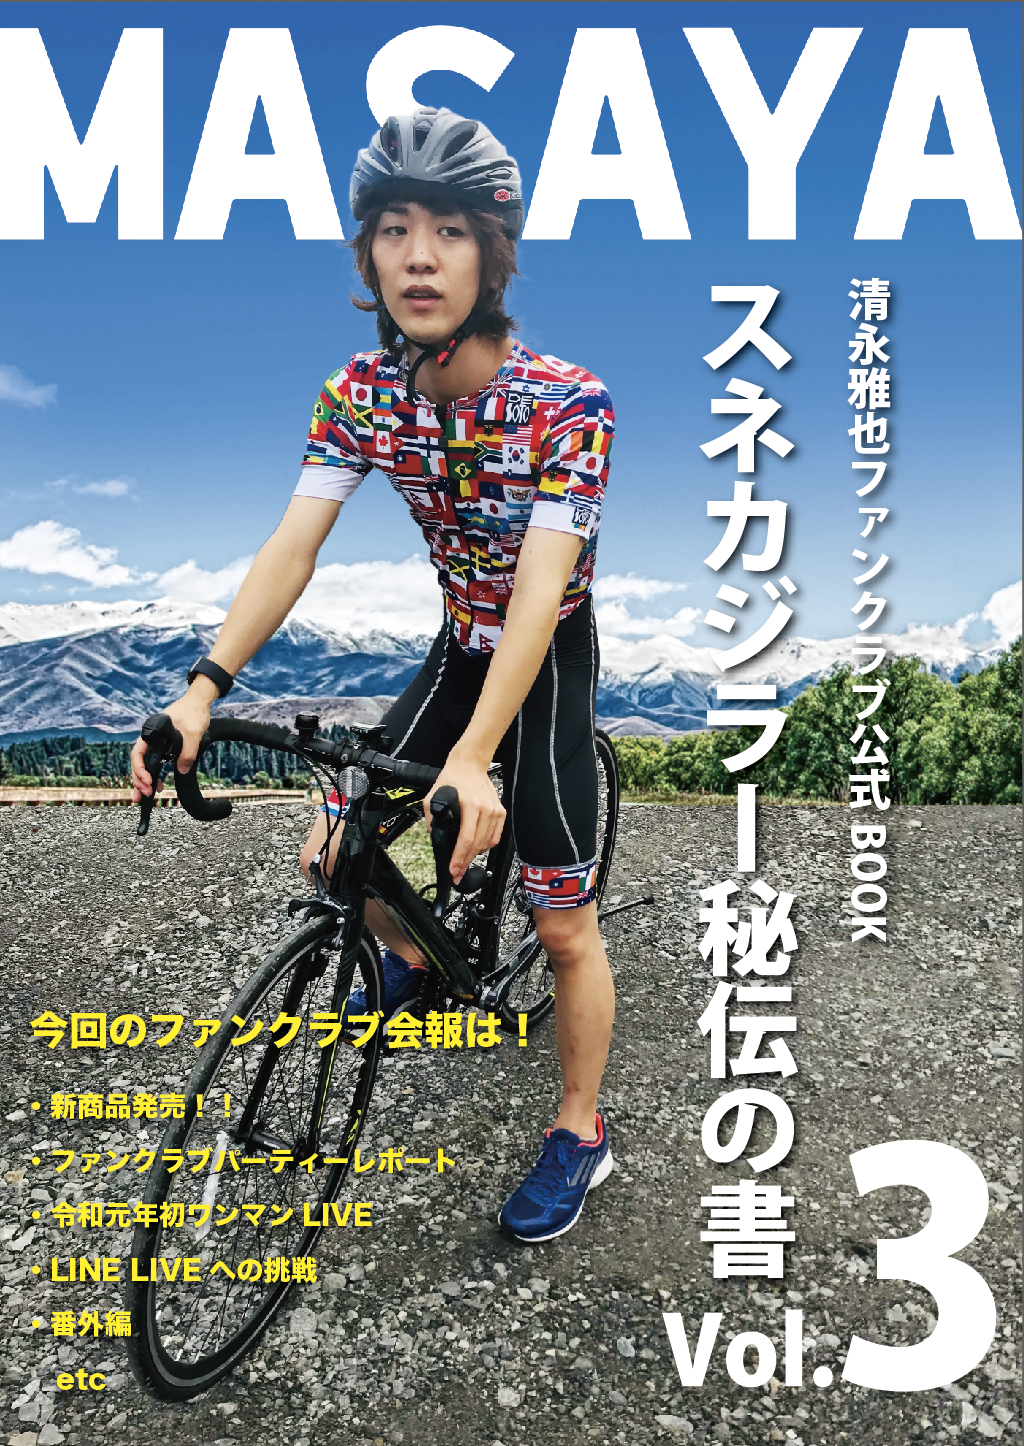 MASAYA
清永雅也ファンクラブ公式 BOOK
スネカジラー秘伝の書
Vol.3
DE SOTO
今回のファンクラブ会報は！
・新商品発売！！
・ファンクラブパーティーレポート
・令和元年初ワンマン LIVE
・LINE LIVE への挑戦
・番外編
etc